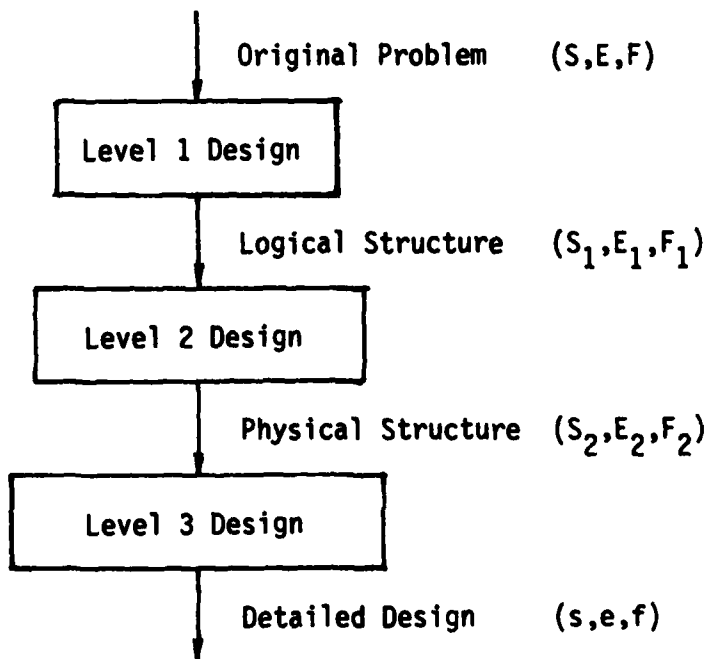 Original Problem (S,E,F)
Level 1 Design
Logical Structure (S₁,E₁,F₁)
Level 2 Design
Physical Structure (S₂,E₂,F₂)
Level 3 Design
Detailed Design (s,e,f)